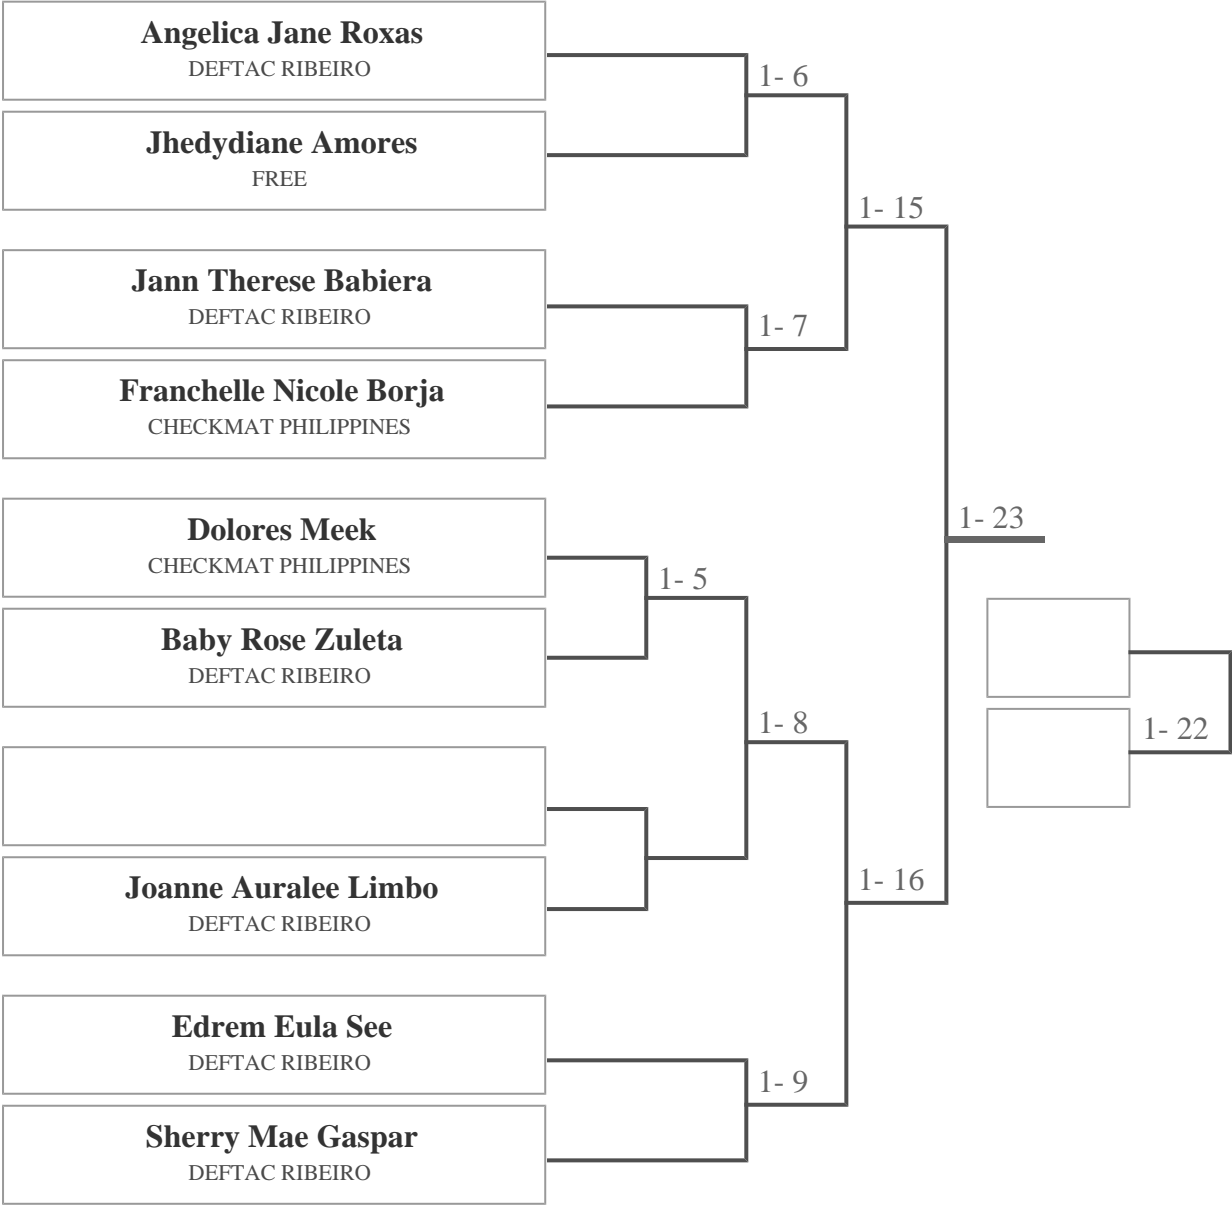 Angelica Jane Roxas
DEFTAC RIBEIRO
1- 6
Jhedydiane Amores
FREE
1- 15
Jann Therese Babiera
DEFTAC RIBEIRO
1- 7
Franchelle Nicole Borja
CHECKMAT PHILIPPINES
Dolores Meek
CHECKMAT PHILIPPINES
1- 23
1- 5
Baby Rose Zuleta
DEFTAC RIBEIRO
1- 8
1- 22
Joanne Auralee Limbo
DEFTAC RIBEIRO
1- 16
Edrem Eula See
DEFTAC RIBEIRO
1- 9
Sherry Mae Gaspar
DEFTAC RIBEIRO